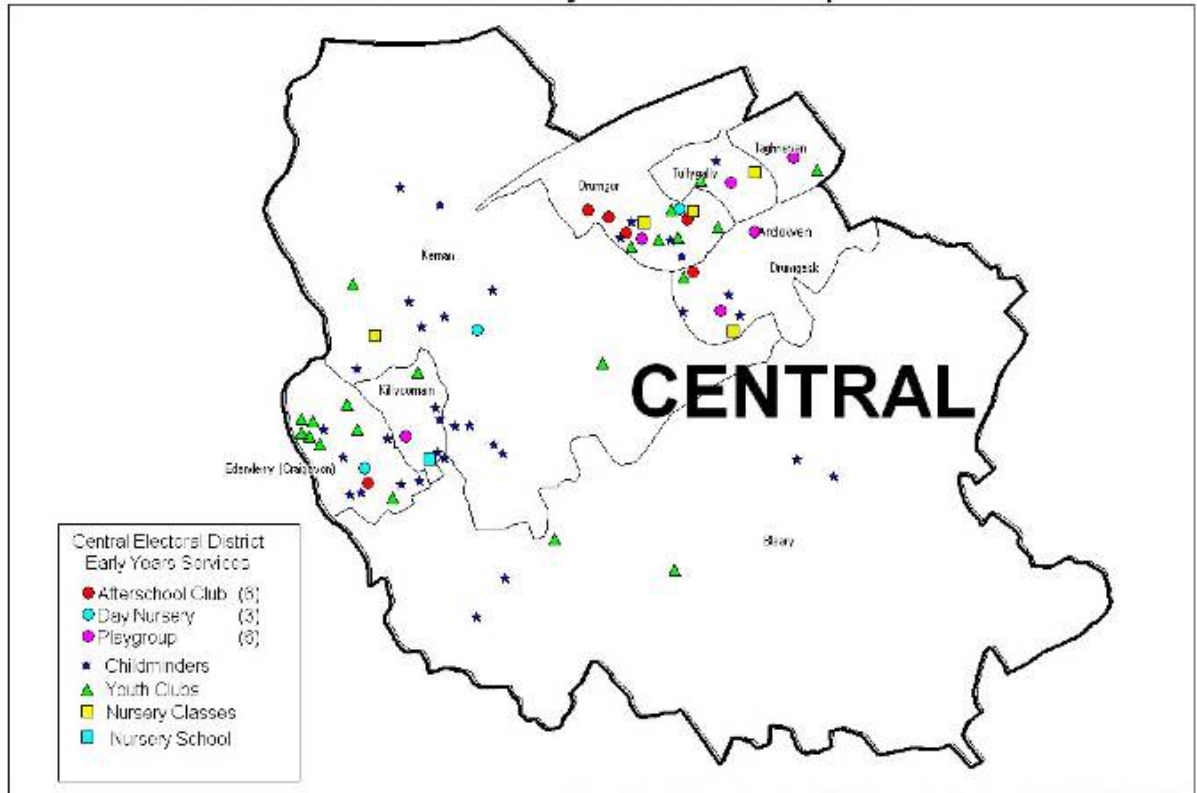 Taghnevan
Tullygally
Drumgor
Ardowen
Kernan
Drumgask
CENTRAL
Killycomain
Edenderry (Craigavon)
Bleary
Central Electoral District
Early Years Services
Afterschool Club (6)
Day Nursery (3)
Playgroup (6)
Childminders
Youth Clubs
Nursery Classes
Nursery School